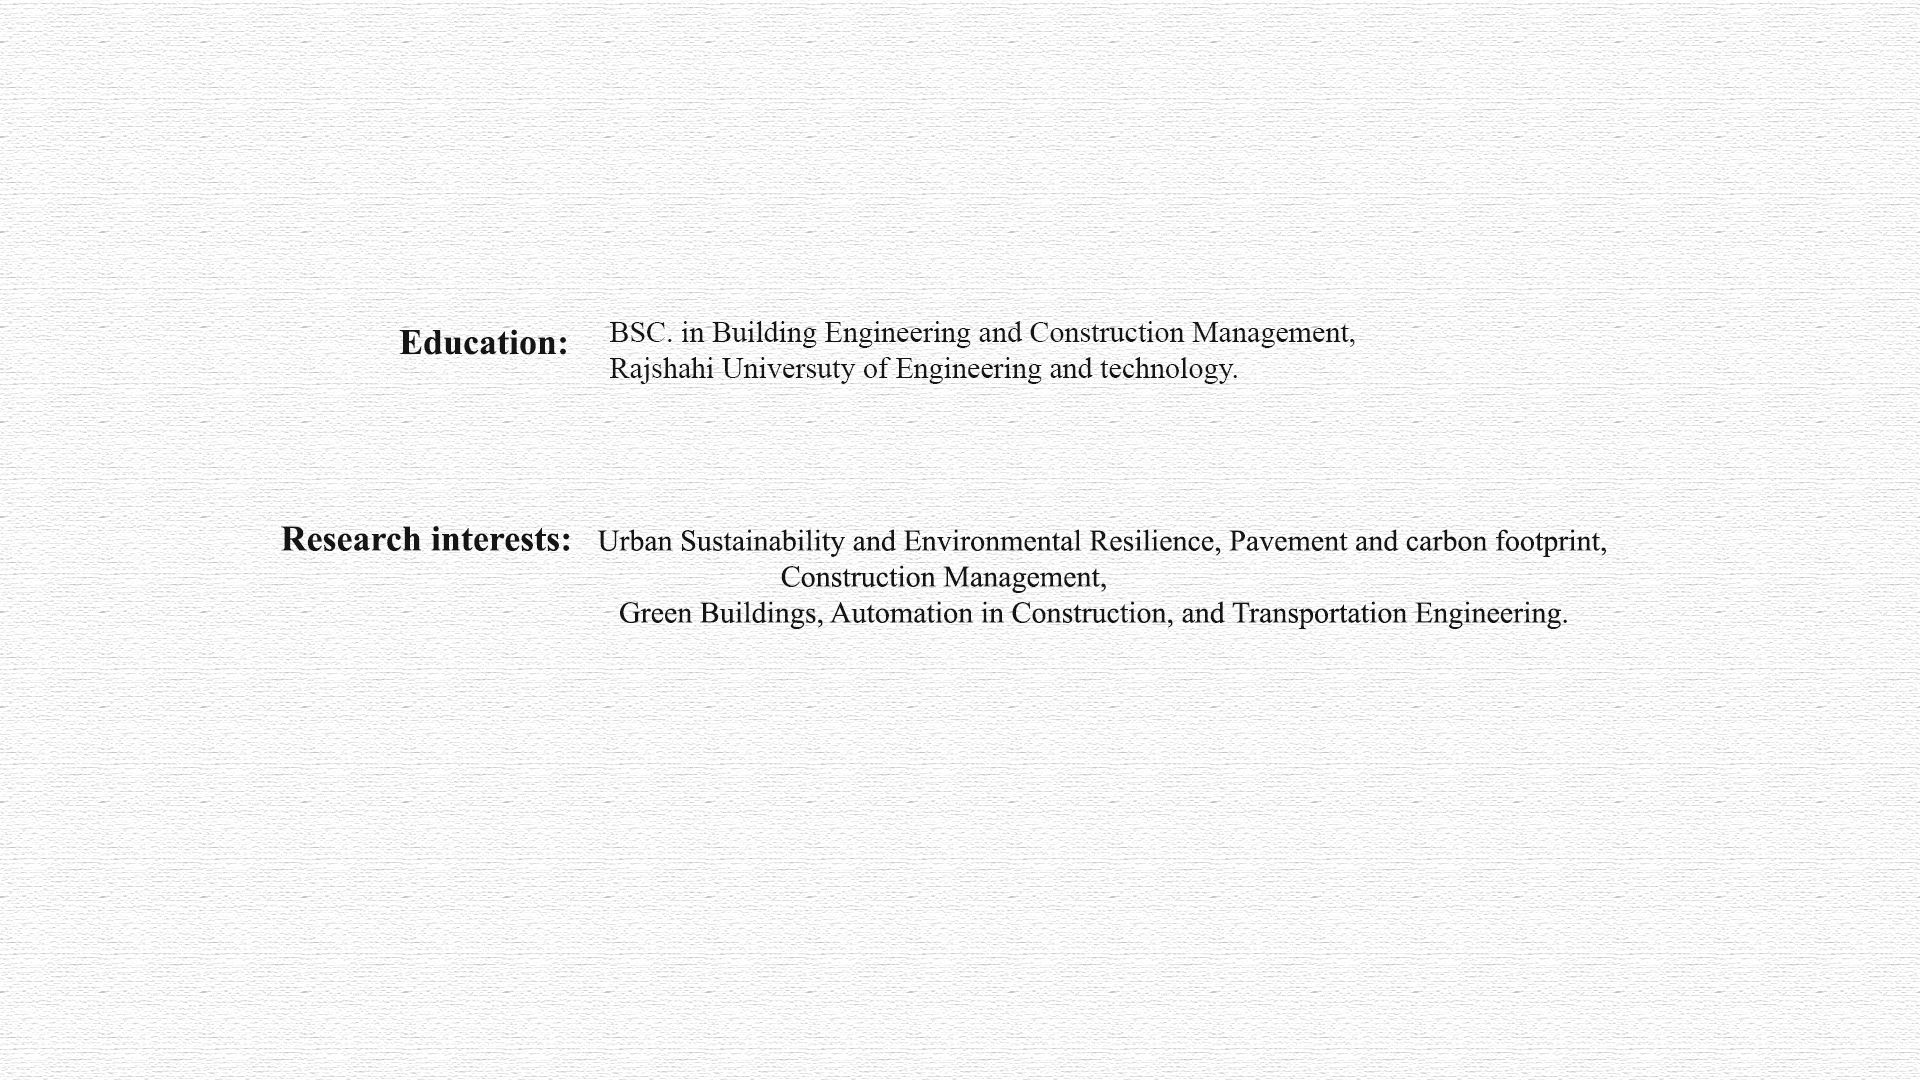 Education: BSC. in Building Engineering and Construction Management,
Rajshahi Universuty of Engineering and technology.
Research interests: Urban Sustainability and Environmental Resilience, Pavement and carbon footprint,
Construction Management,
Green Buildings, Automation in Construction, and Transportation Engineering.